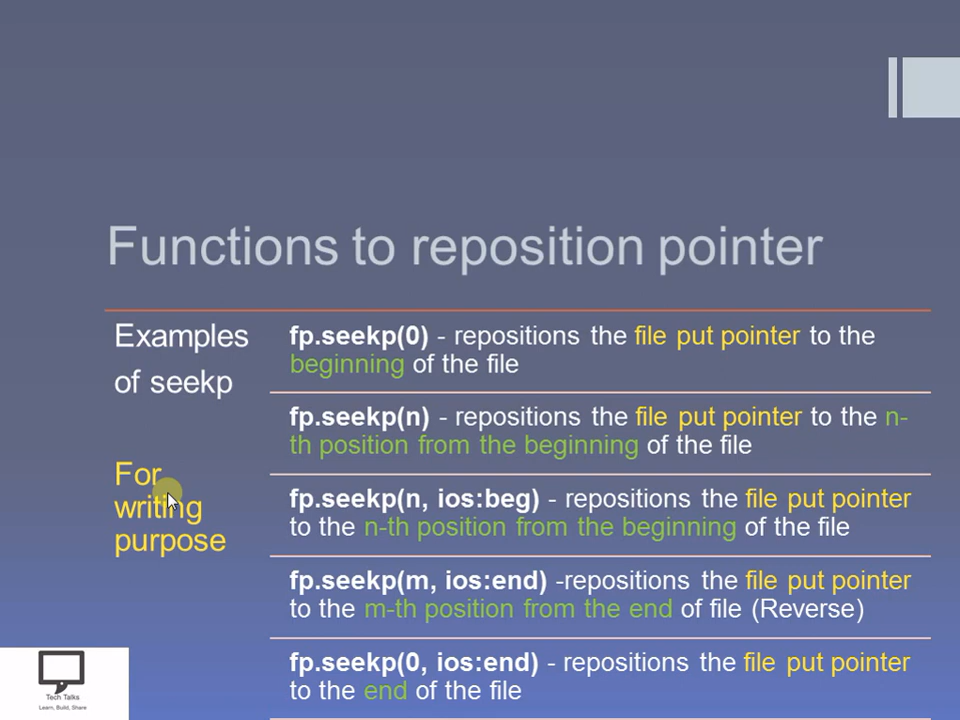 Functions to reposition pointer
Examples
of seekp
For
writing
purpose
fp.seekp(0) - repositions the file put pointer to the
beginning of the file
fp.seekp(n) - repositions the file put pointer to the n-
th position from the beginning of the file
fp.seekp(n, ios:beg) - repositions the file put pointer
to the n-th position from the beginning of the file
fp.seekp(m, ios:end) -repositions the file put pointer
to the m-th position from the end of file (Reverse)
fp.seekp(0, ios:end) - repositions the file put pointer
to the end of the file
Tech Talks
Learn, Build, Share